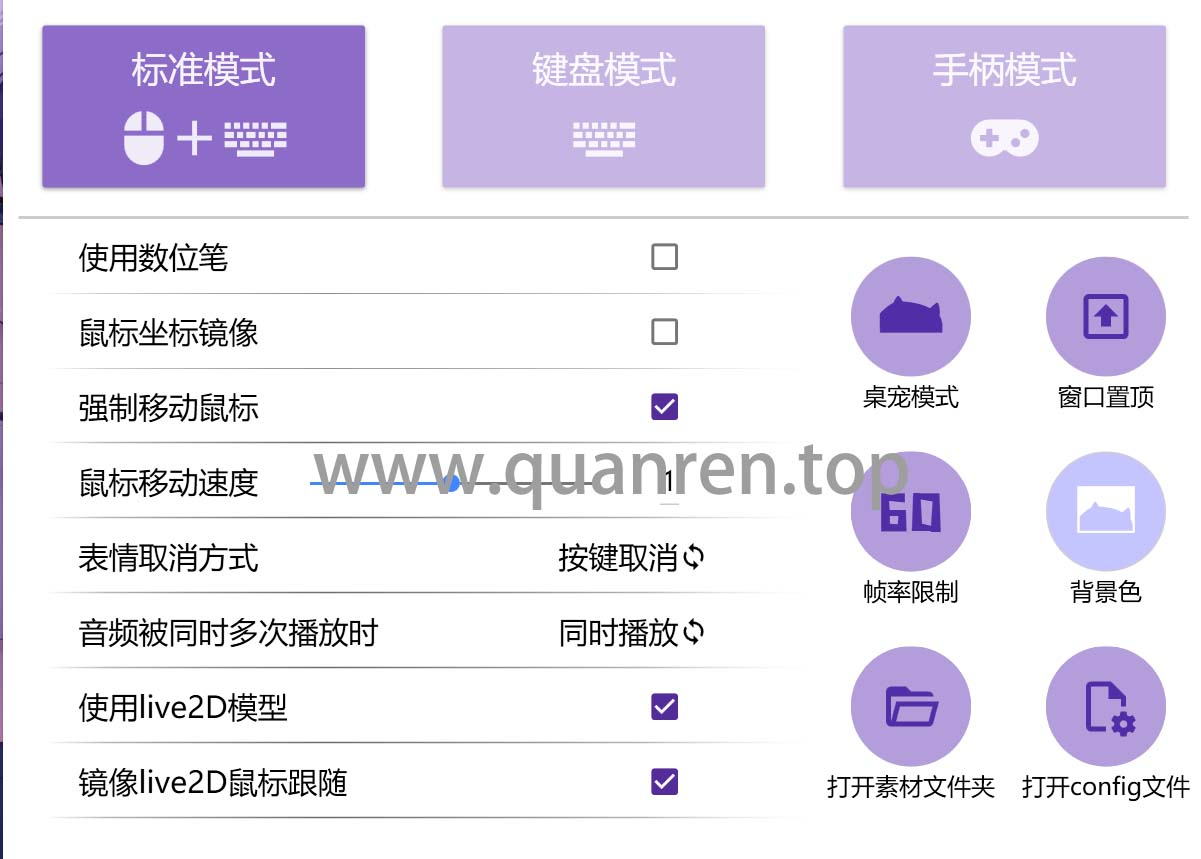 标准模式
键盘模式
手柄模式
使用数位笔
鼠标坐标镜像
强制移动鼠标
鼠标移动速度
1
表情取消方式
按键取消
音频被同时多次播放时
同时播放
使用live2D模型
镜像live2D鼠标跟随
桌宠模式
窗口置顶
60
帧率限制
背景色
打开素材文件夹
打开config文件
www.quanren.top